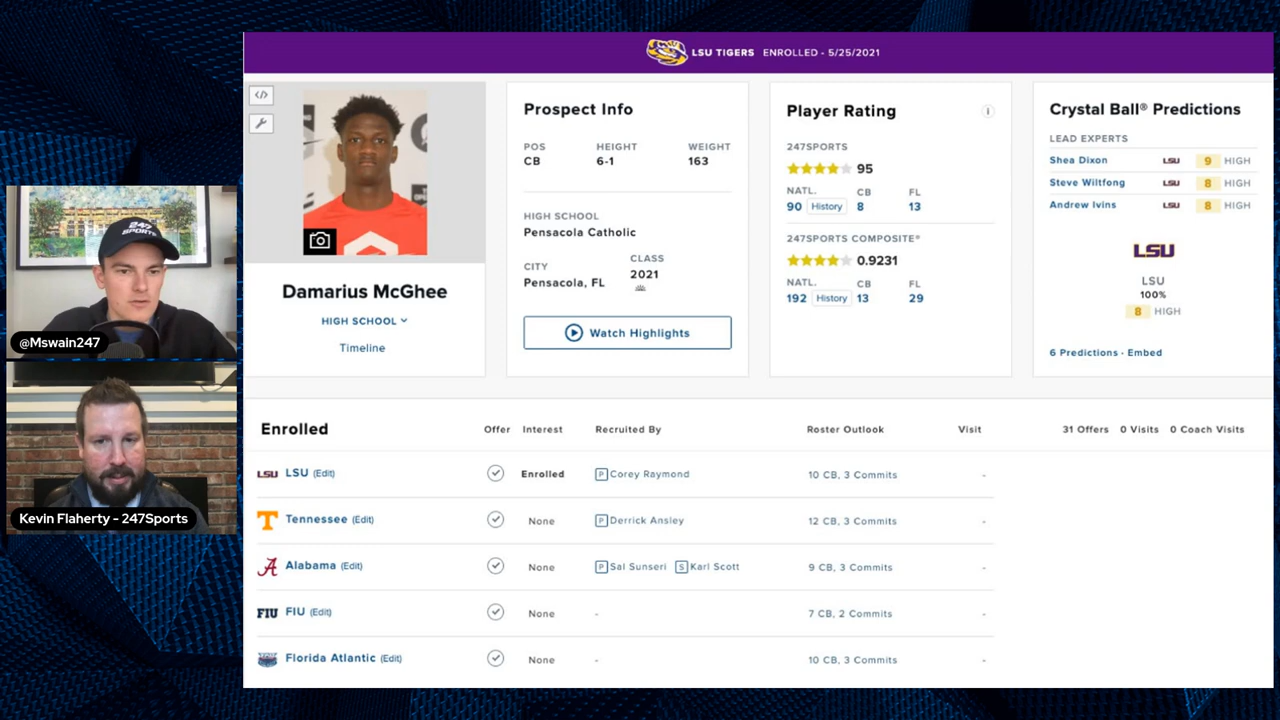 LSU TIGERS ENROLLED - 5/25/2021
</>
Damarius McGhee
HIGH SCHOOL
Timeline
Prospect Info
POS HEIGHT WEIGHT
CB 6-1 163
HIGH SCHOOL
Pensacola Catholic
CITY CLASS
Pensacola, FL 2021
Watch Highlights
Player Rating i
247SPORTS
95
NATL. CB FL
90 History 8 13
247SPORTS COMPOSITE®
0.9231
NATL. CB FL
192 History 13 29
Crystal Ball® Predictions
LEAD EXPERTS
Shea Dixon LSU 9 HIGH
Steve Wiltfong LSU 8 HIGH
Andrew Ivins LSU 8 HIGH
LSU
LSU
100%
8 HIGH
6 Predictions · Embed
247 SPORTS
@Mswain247
Kevin Flaherty - 247Sports
Enrolled Offer Interest Recruited By Roster Outlook Visit 31 Offers 0 Visits 0 Coach Visits
LSU LSU (Edit) Enrolled P Corey Raymond 10 CB, 3 Commits -
T Tennessee (Edit) None P Derrick Ansley 12 CB, 3 Commits -
A Alabama (Edit) None P Sal Sunseri S Karl Scott 9 CB, 3 Commits -
FIU FIU (Edit) None - 7 CB, 2 Commits -
Florida Atlantic (Edit) None - 10 CB, 3 Commits -